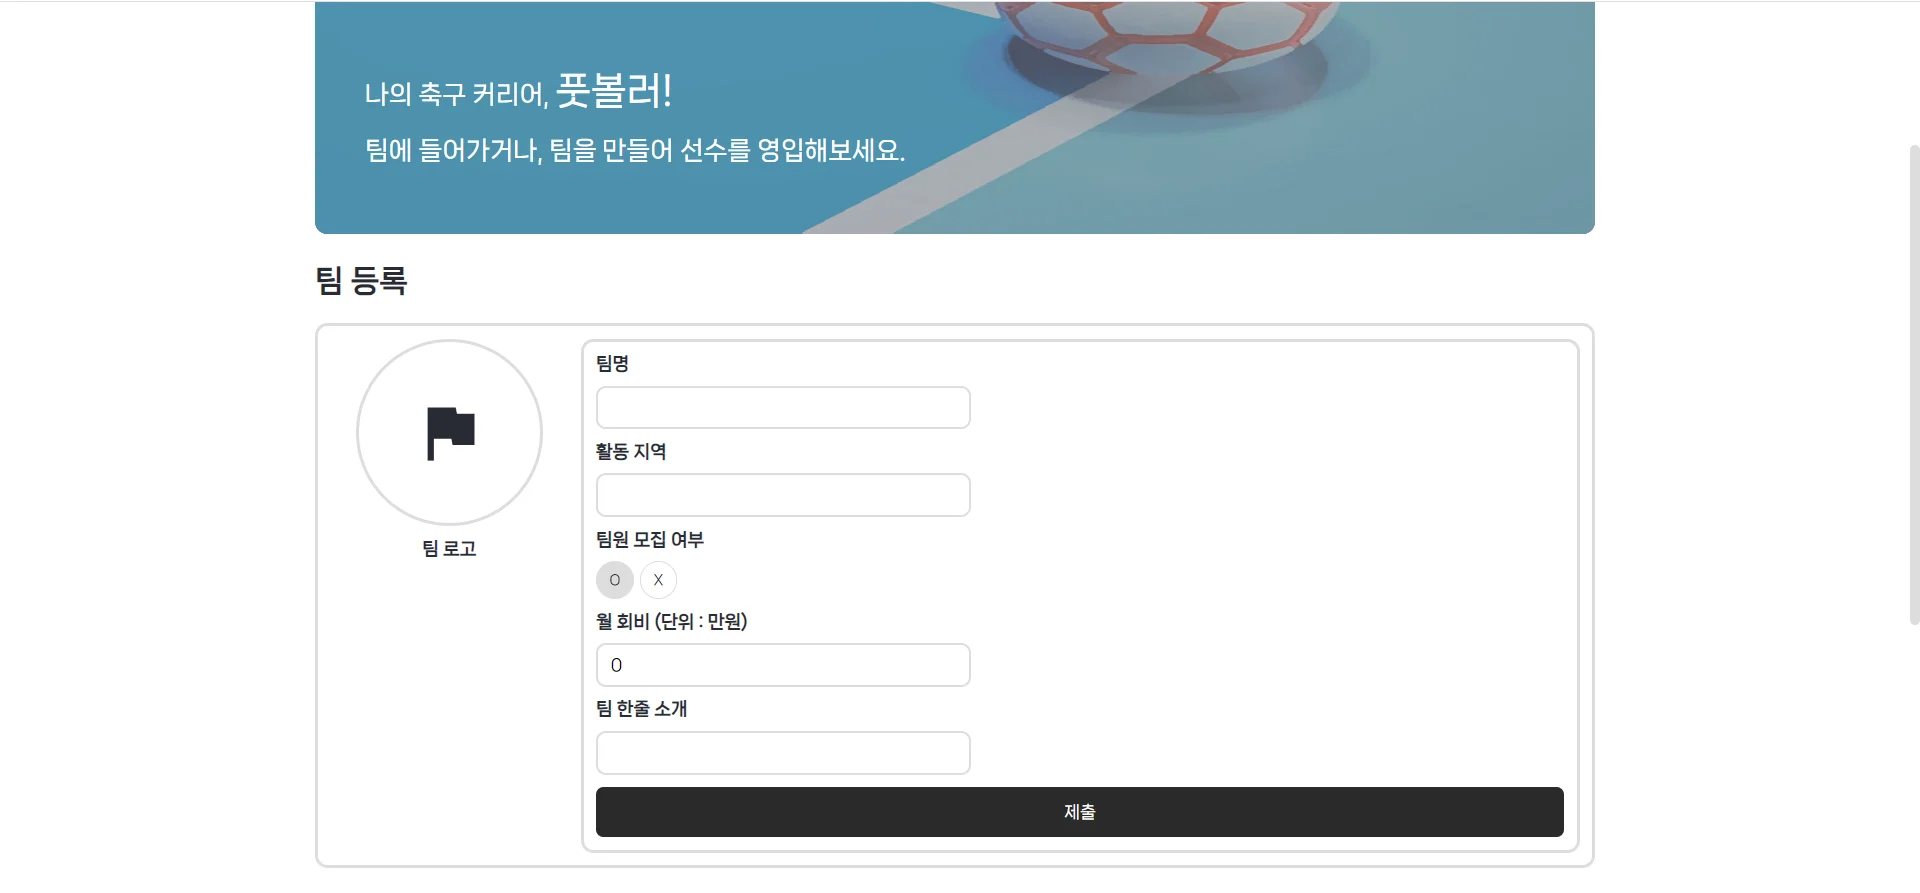 나의 축구 커리어, 풋볼러!
팀에 들어가거나, 팀을 만들어 선수를 영입해보세요.
팀 등록
팀 로고
팀명
활동 지역
팀원 모집 여부
O X
월 회비 (단위 : 만원)
0
팀 한줄 소개
제출